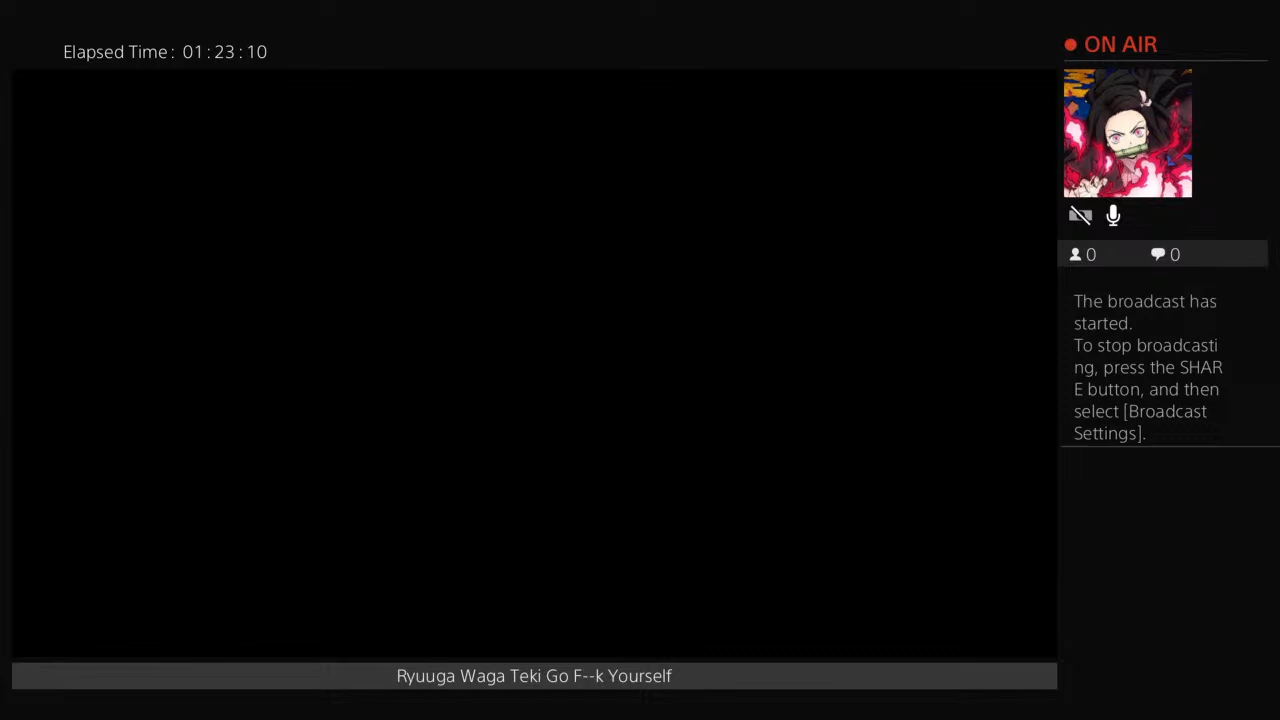 Elapsed Time: 01:23:10
ON AIR
0 0
The broadcast has
started.
To stop broadcasti
ng, press the SHAR
E button, and then
select [Broadcast
Settings].
Ryuuga Waga Teki Go F--k Yourself